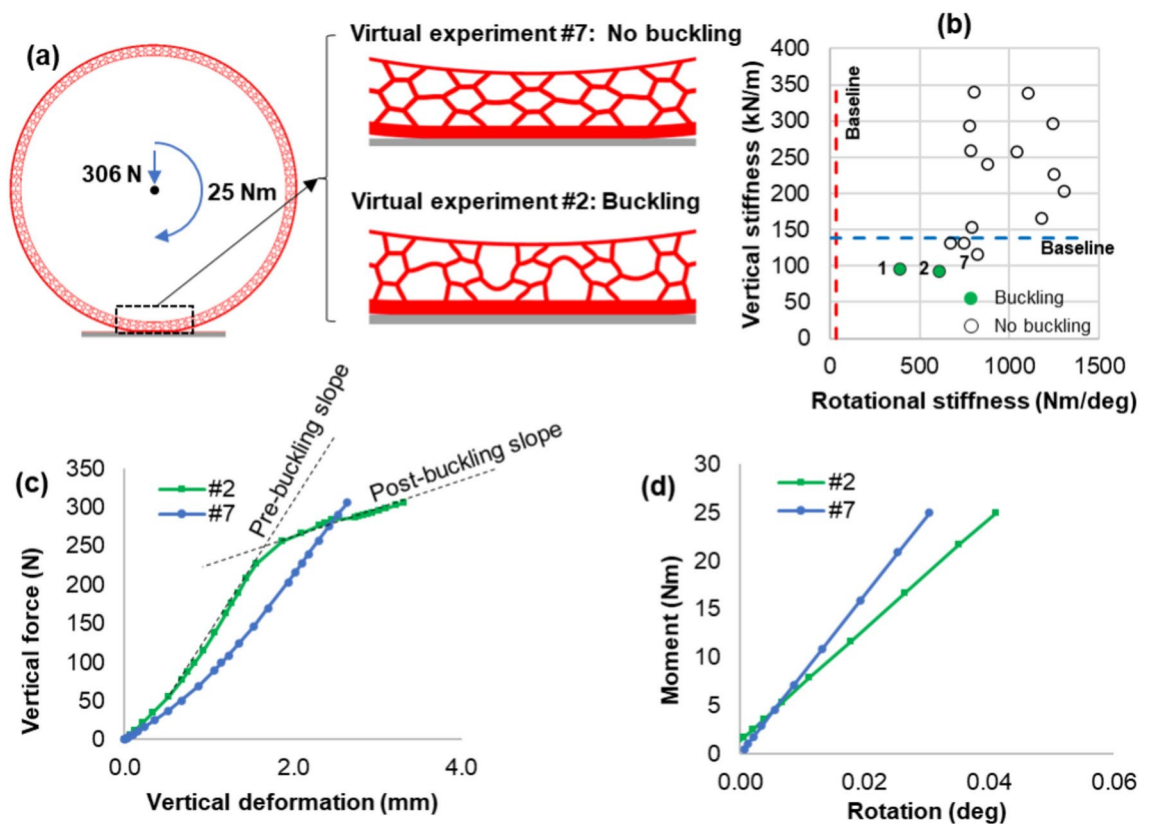 (a)
306 N
25 Nm
Virtual experiment #7: No buckling
Virtual experiment #2: Buckling
(b)
Vertical stiffness (kN/m)
400
350
300
250
200
150
100
50
0
Baseline
Baseline
1
2
7
Buckling
No buckling
0
500
1000
1500
Rotational stiffness (Nm/deg)
(c)
Vertical force (N)
350
300
250
200
150
100
50
0
#2
#7
Pre-buckling slope
Post-buckling slope
0.0
2.0
4.0
Vertical deformation (mm)
(d)
Moment (Nm)
30
25
20
15
10
5
0
#2
#7
0.00
0.02
0.04
0.06
Rotation (deg)